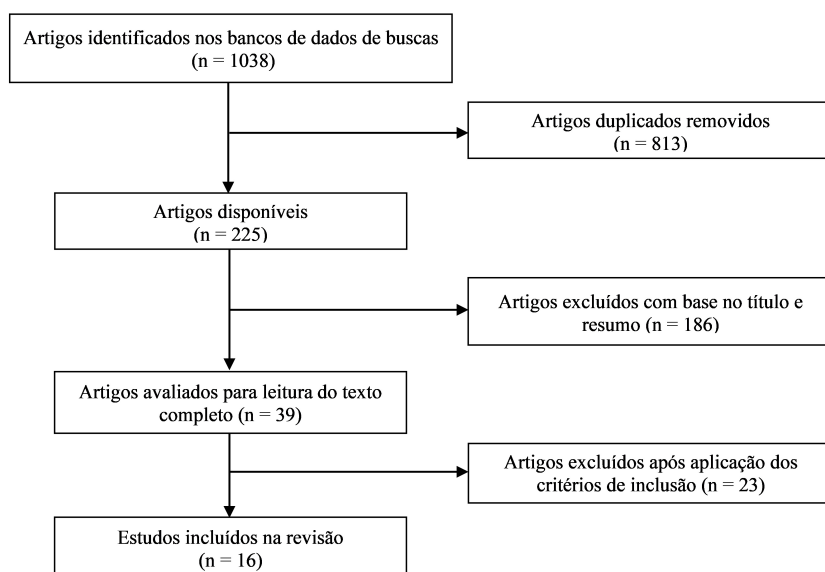 Artigos identificados nos bancos de dados de buscas
(n = 1038)
Artigos duplicados removidos
(n = 813)
Artigos disponíveis
(n = 225)
Artigos excluídos com base no título e
resumo (n = 186)
Artigos avaliados para leitura do texto
completo (n = 39)
Artigos excluídos após aplicação dos
critérios de inclusão (n = 23)
Estudos incluídos na revisão
(n = 16)